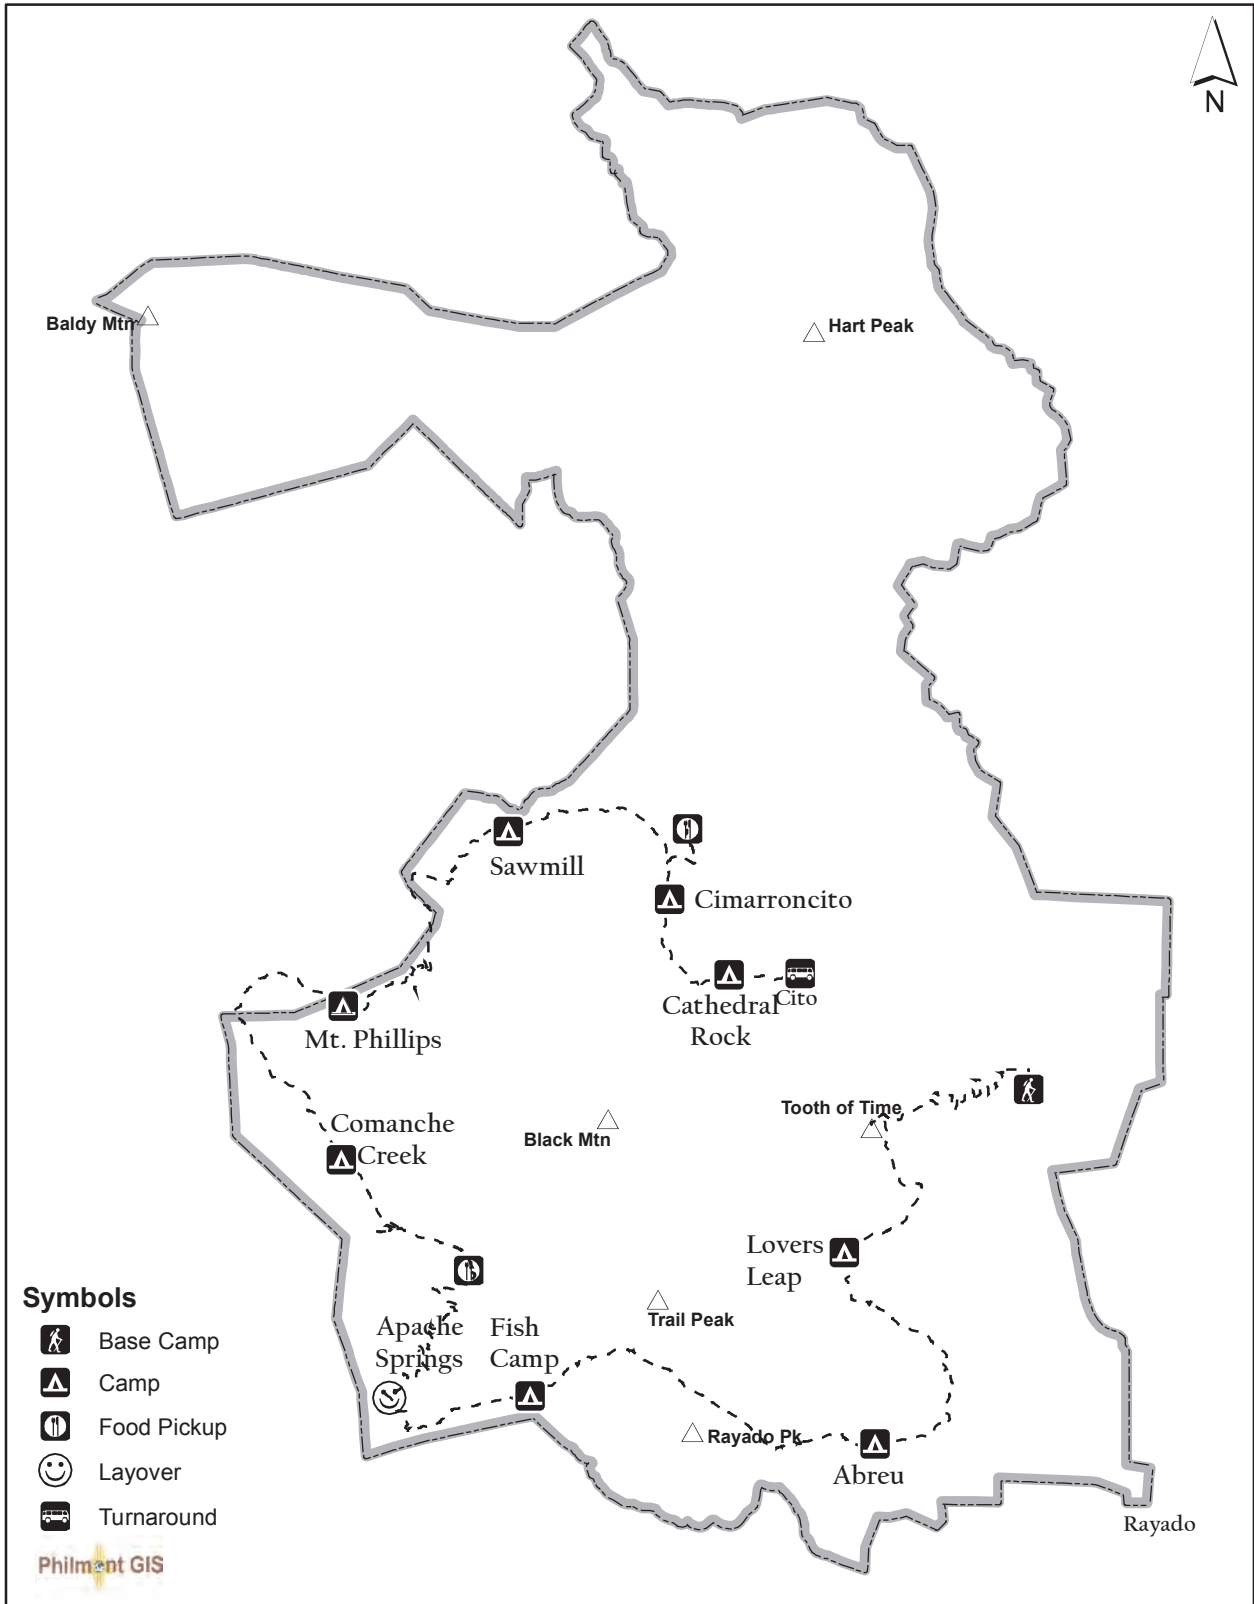 N
Baldy Mtn
Hart Peak
Sawmill
Cimarroncito
Cathedral
Rock
Cito
Mt. Phillips
Tooth of Time
Comanche
Creek
Black Mtn
Lovers
Leap
Symbols
Base Camp
Camp
Food Pickup
Layover
Turnaround
Philmont GIS
Trail Peak
Apache
Springs
Fish
Camp
Rayado Pk
Abreu
Rayado